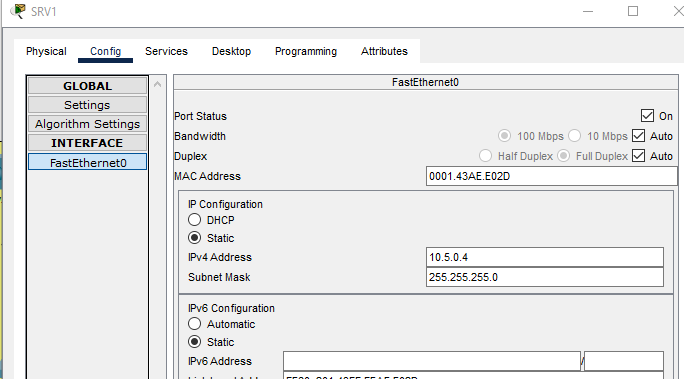 SRV1
Physical Config Services Desktop Programming Attributes
GLOBAL
Settings
Algorithm Settings
INTERFACE
FastEthernet0
FastEthernet0
Port Status On
Bandwidth 100 Mbps 10 Mbps Auto
Duplex Half Duplex Full Duplex Auto
MAC Address 0001.43AE.E02D
IP Configuration
DHCP
Static
IPv4 Address 10.5.0.4
Subnet Mask 255.255.255.0
IPv6 Configuration
Automatic
Static
IPv6 Address /